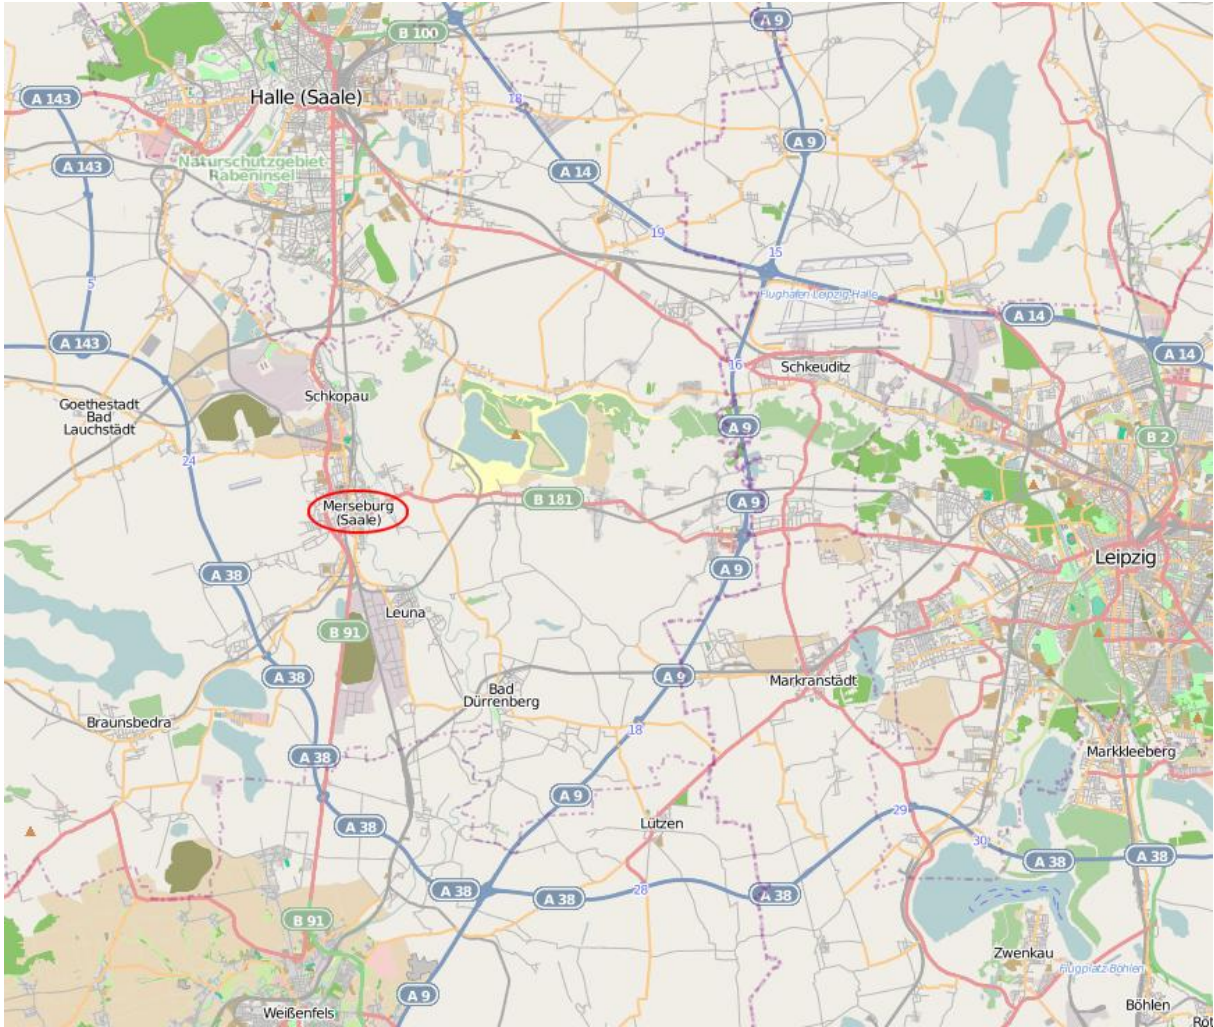 A 9
B 100
Halle (Saale)
A 143
18
A 9
A 143
Naturschutzgebiet
Rabeninsel
A 14
19
15
5
Flughafen Leipzig-Halle
A 14
A 143
A 14
16
Schkeuditz
Schkopau
Goethestadt
Bad
Lauchstädt
A 9
B 2
24
B 181
A 9
Merseburg
(Saale)
Leipzig
A 38
A 9
Leuna
B 91
A 38
A 9
Markranstädt
Bad
Dürrenberg
Braunsbedra
18
Markkleeberg
A 38
A 9
29
Lützen
A 38
30
A 38
A 38
A 38
28
A 38
A 38
B 91
Zwenkau
Flugplatz Böhlen
A 9
Weißenfels
Böhlen
Röt